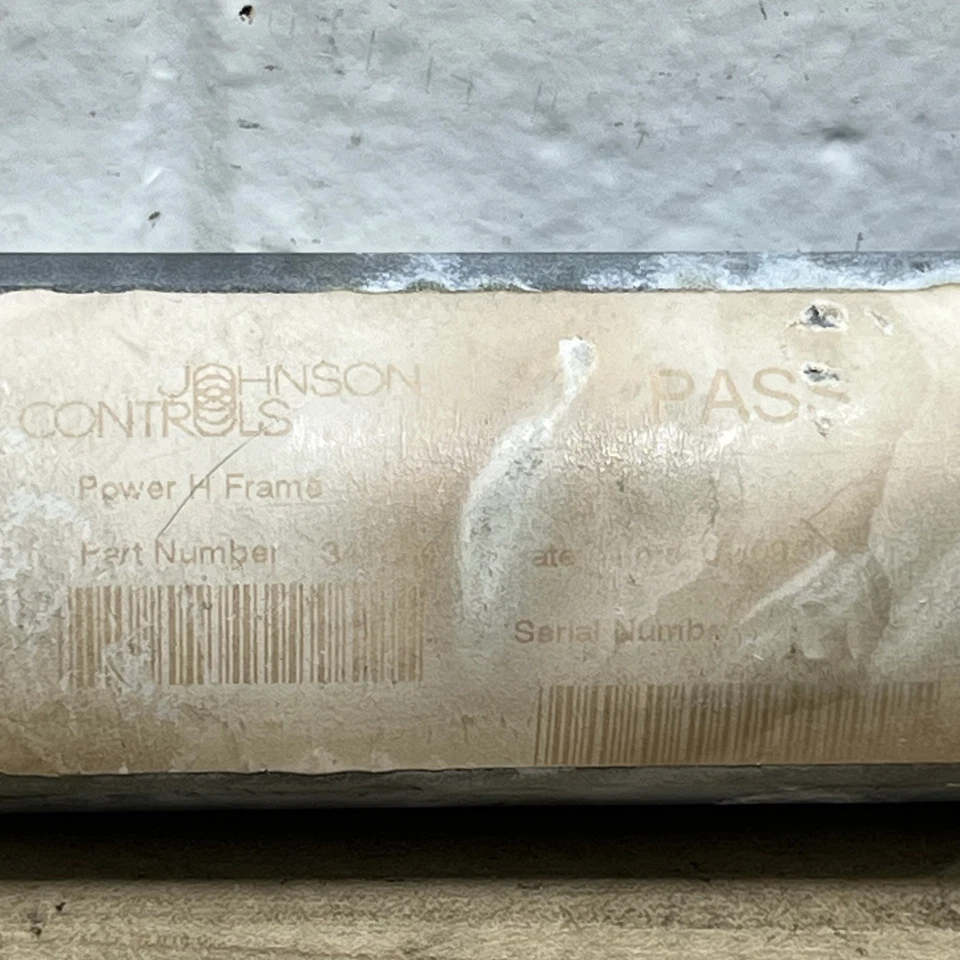 JOHNSON
CONTROLS
PASS
Power H Frame
Part Number
Serial Number